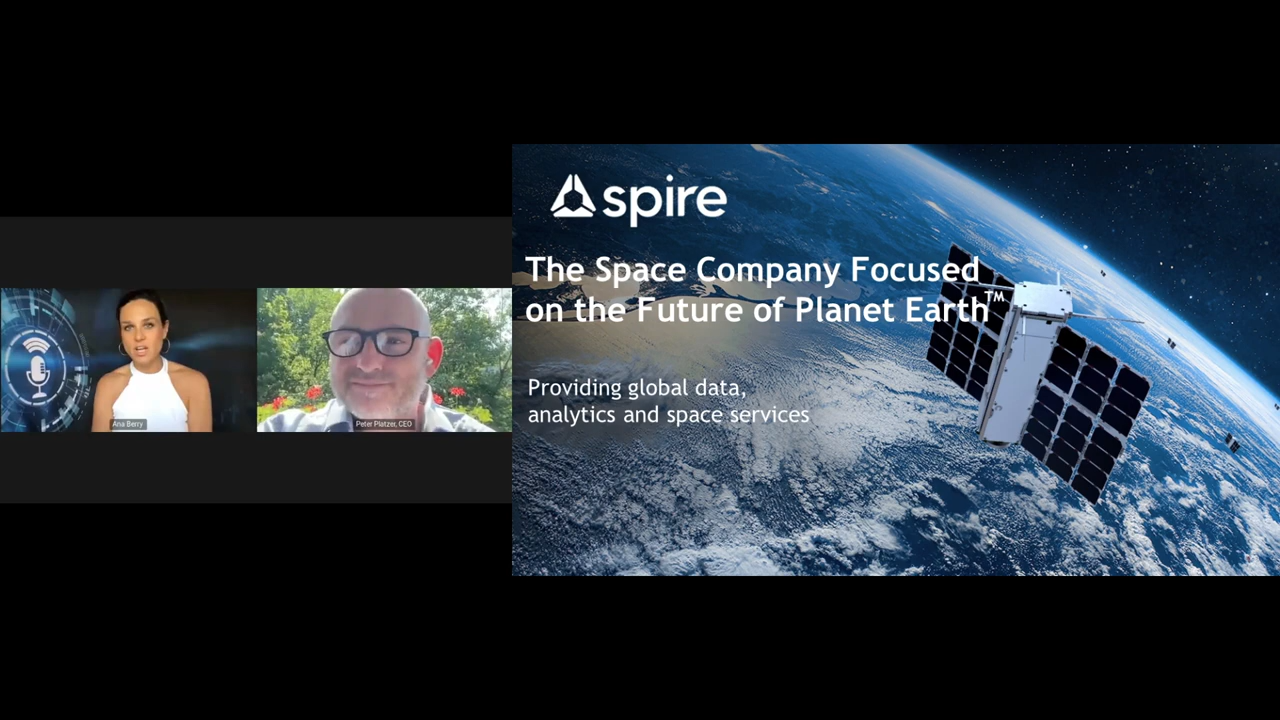 spire
The Space Company Focused
on the Future of Planet Earth™
Providing global data,
analytics and space services
Ana Berry
Peter Platzer, CEO